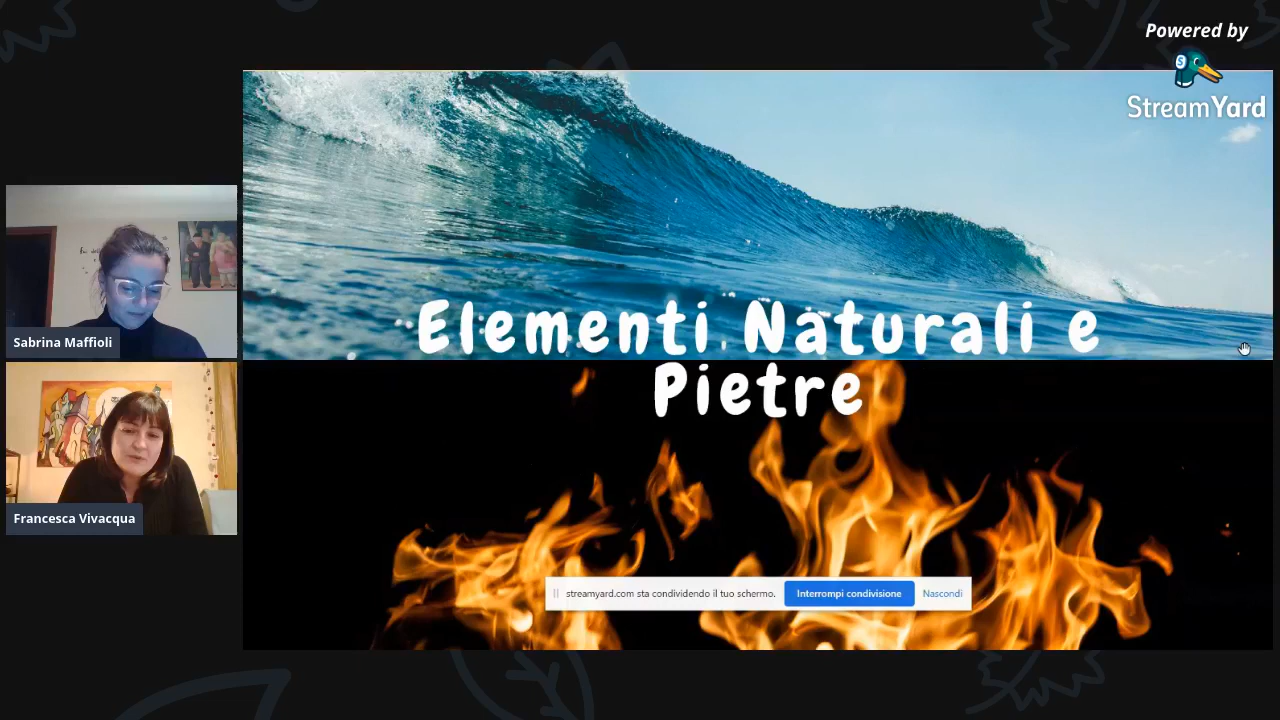 Powered by
StreamYard
Sabrina Maffioli
Francesca Vivacqua
Elementi Naturali e
Pietre
streamyard.com sta condividendo il tuo schermo.
Interrompi condivisione
Nascondi